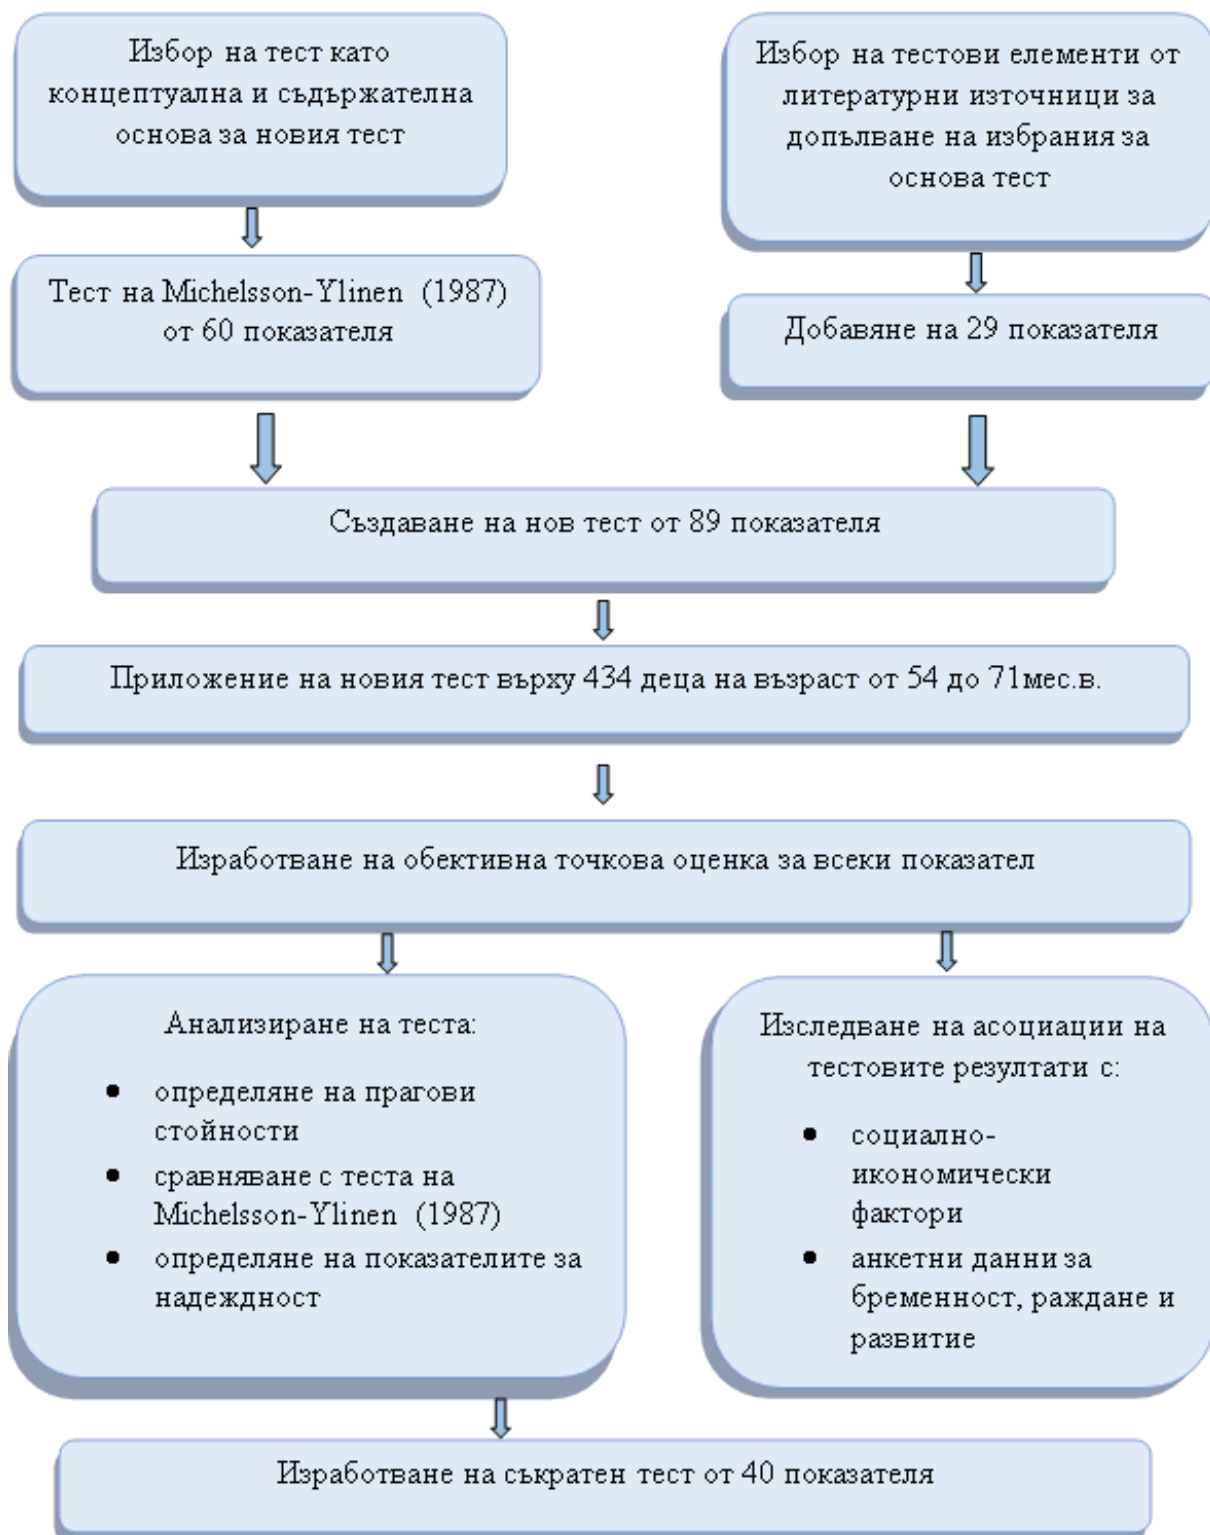 Избор на тест като
концептуална и съдържателна
основа за новия тест
Избор на тестови елементи от
литературни източници за
допълване на избрания за
основа тест
Тест на Michelsson-Ylinen (1987)
от 60 показателя
Добавяне на 29 показателя
Създаване на нов тест от 89 показателя
Приложение на новия тест върху 434 деца на възраст от 54 до 71мес.в.
Изработване на обективна точкова оценка за всеки показател
Анализиране на теста:
• определяне на прагови
стойности
• сравняване с теста на
Michelsson-Ylinen (1987)
• определяне на показателите за
надеждност
Изследване на асоциации на
тестовите резултати с:
• социално-
икономически
фактори
• анкетни данни за
бременност, раждане и
развитие
Изработване на съкратен тест от 40 показателя